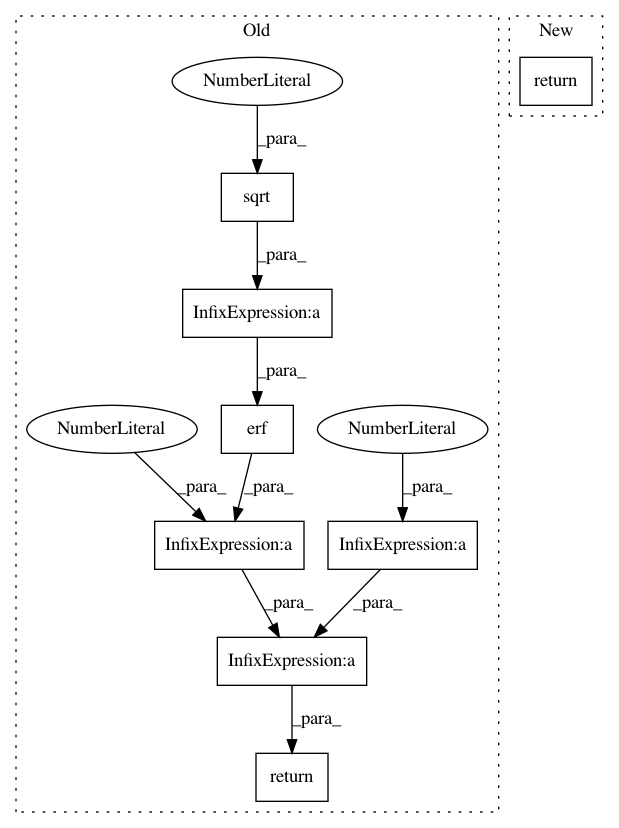 Old
New
NumberLiteral
return
_para_
sqrt
_para_
InfixExpression:a
_para_
NumberLiteral
erf
NumberLiteral
_para_
_para_
_para_
InfixExpression:a
InfixExpression:a
_para_
_para_
InfixExpression:a
_para_
return